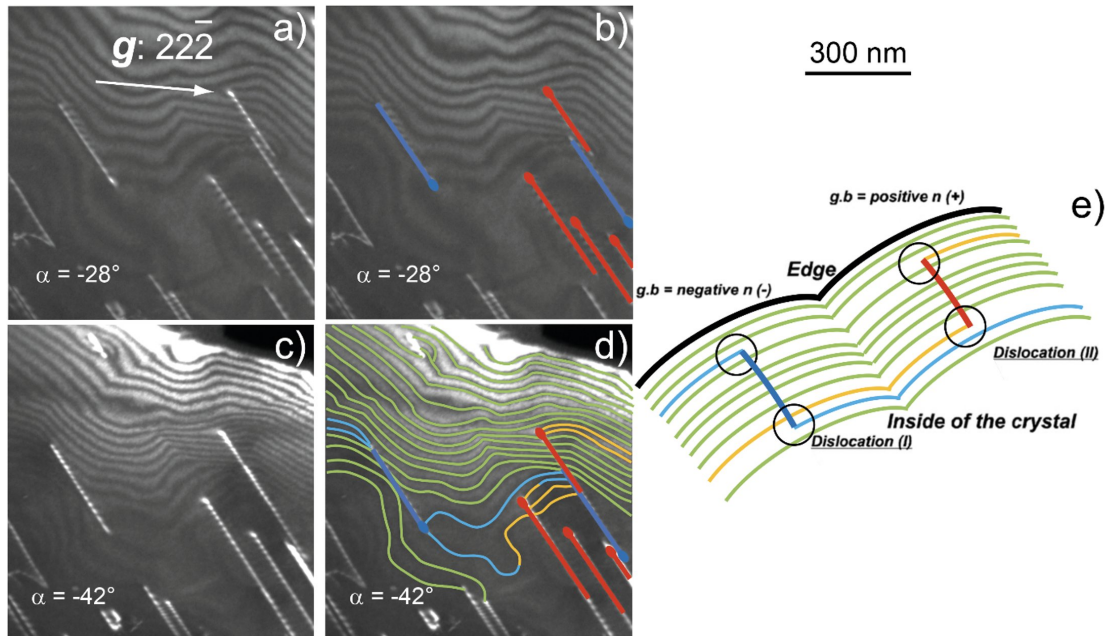 a)
g: 222̅
b)
300 nm
α = -28°
α = -28°
c)
d)
α = -42°
α = -42°
e)
g.b = positive n (+)
Edge
g.b = negative n (-)
Dislocation (II)
Inside of the crystal
Dislocation (I)